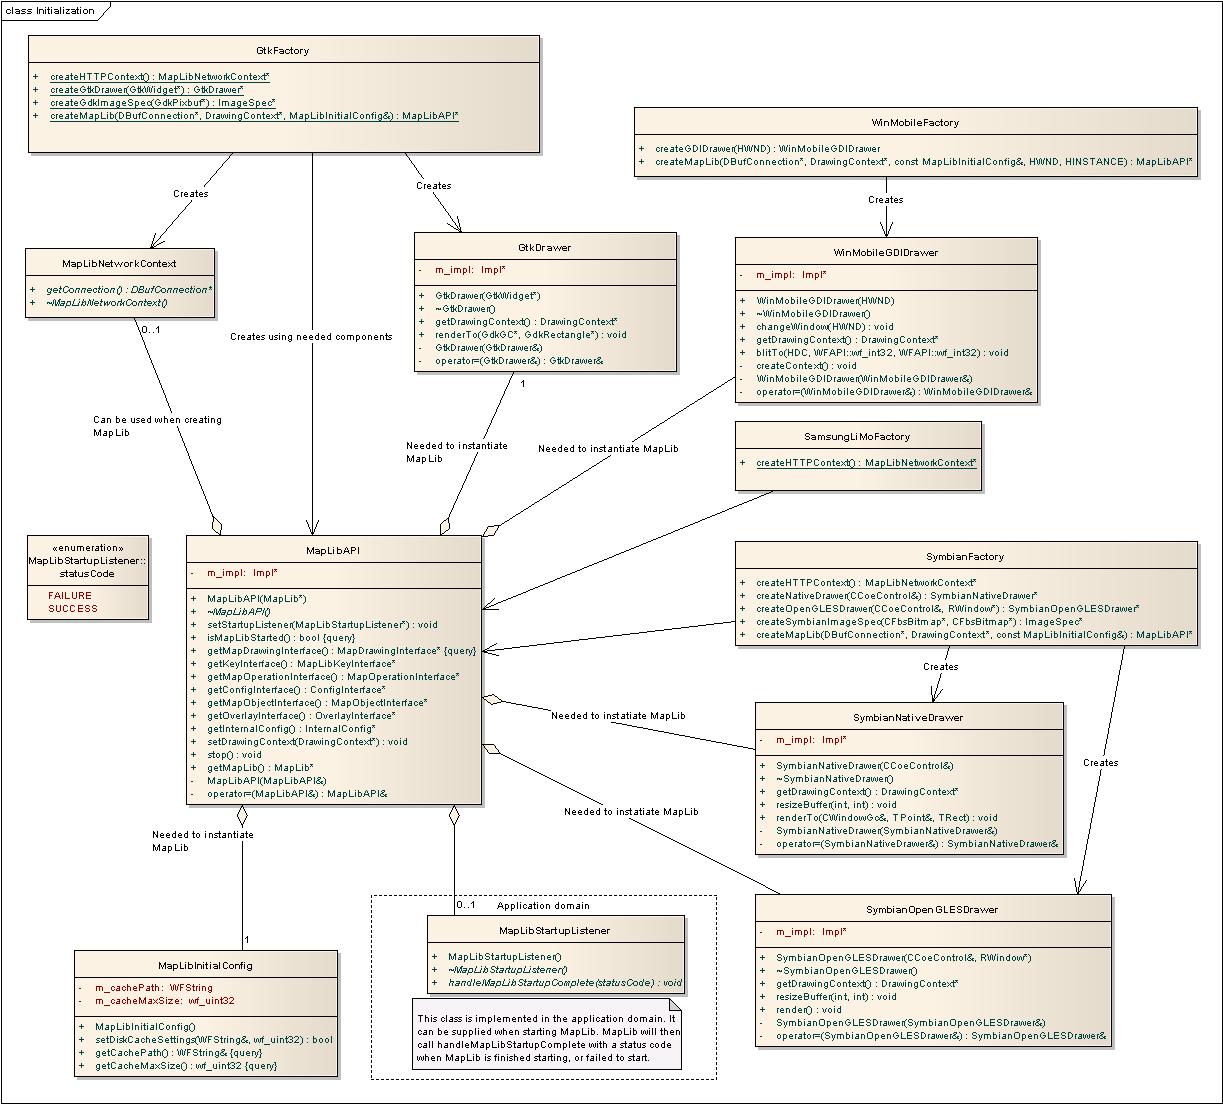 class Initialization
GtkFactory
+ createHTTPContext() : MapLibNetworkContext*
+ createGtkDrawer(GtkWidget*) : GtkDrawer*
+ createGdkImageSpec(GdkPixbuf*) : ImageSpec*
+ createMapLib(DBufConnection*, DrawingContext*, MapLibInitialConfig&) : MapLibAPI*
WinMobileFactory
+ createGDIDrawer(HWND) : WinMobileGDIDrawer
+ createMapLib(DBufConnection*, DrawingContext*, const MapLibInitialConfig&, HWND, HINSTANCE) : MapLibAPI*
Creates
Creates
Creates
MapLibNetworkContext
+ getConnection() : DBufConnection*
+ ~MapLibNetworkContext()
0..1
GtkDrawer
- m_impl: Impl*
+ GtkDrawer(GtkWidget*)
+ ~GtkDrawer()
+ getDrawingContext() : DrawingContext*
+ renderTo(GdkGC*, GdkRectangle*) : void
- GtkDrawer(GtkDrawer&)
- operator=(GtkDrawer&) : GtkDrawer&
1
WinMobileGDIDrawer
- m_impl: Impl*
+ WinMobileGDIDrawer(HWND)
+ ~WinMobileGDIDrawer()
+ changeWindow(HWND) : void
+ getDrawingContext() : DrawingContext*
+ blitTo(HDC, WFAPI::wf_int32, WFAPI::wf_int32) : void
- createContext() : void
- WinMobileGDIDrawer(WinMobileGDIDrawer&)
- operator=(WinMobileGDIDrawer&) : WinMobileGDIDrawer&
Creates using needed components
Can be used when creating
MapLib
Needed to instantiate
MapLib
Needed to instantiate MapLib
SamsungLiMoFactory
+ createHTTPContext() : MapLibNetworkContext*
«enumeration»
MapLibStartupListener::
statusCode
FAILURE
SUCCESS
MapLibAPI
- m_impl: Impl*
+ MapLibAPI(MapLib*)
+ ~MapLibAPI()
+ setStartupListener(MapLibStartupListener*) : void
+ isMapLibStarted() : bool {query}
+ getMapDrawingInterface() : MapDrawingInterface* {query}
+ getKeyInterface() : MapLibKeyInterface*
+ getMapOperationInterface() : MapOperationInterface*
+ getConfigInterface() : ConfigInterface*
+ getMapObjectInterface() : MapObjectInterface*
+ getOverlayInterface() : OverlayInterface*
+ getInternalConfig() : InternalConfig*
+ setDrawingContext(DrawingContext*) : void
+ stop() : void
+ getMapLib() : MapLib*
- MapLibAPI(MapLibAPI&)
- operator=(MapLibAPI&) : MapLibAPI&
SymbianFactory
+ createHTTPContext() : MapLibNetworkContext*
+ createNativeDrawer(CCoeControl&) : SymbianNativeDrawer*
+ createOpenGLESDrawer(CCoeControl&, RWindow*) : SymbianOpenGLESDrawer*
+ createSymbianImageSpec(CFbsBitmap*, CFbsBitmap*) : ImageSpec*
+ createMapLib(DBufConnection*, DrawingContext*, const MapLibInitialConfig&) : MapLibAPI*
Creates
Creates
Needed to instatiate MapLib
Needed to instatiate MapLib
SymbianNativeDrawer
- m_impl: Impl*
+ SymbianNativeDrawer(CCoeControl&)
+ ~SymbianNativeDrawer()
+ getDrawingContext() : DrawingContext*
+ resizeBuffer(int, int) : void
+ renderTo(CWindowGc&, TPoint&, TRect) : void
- SymbianNativeDrawer(SymbianNativeDrawer&)
- operator=(SymbianNativeDrawer&) : SymbianNativeDrawer&
Needed to instantiate
MapLib
1
MapLibInitialConfig
- m_cachePath: WFString
- m_cacheMaxSize: wf_uint32
+ MapLibInitialConfig()
+ setDiskCacheSettings(WFString&, wf_uint32) : bool
+ getCachePath() : WFString& {query}
+ getCacheMaxSize() : wf_uint32 {query}
0..1
Application domain
MapLibStartupListener
+ MapLibStartupListener()
+ ~MapLibStartupListener()
+ handleMapLibStartupComplete(statusCode) : void
This class is implemented in the application domain. It
can be supplied when starting MapLib. MapLib will then
call handleMapLibStartupComplete with a status code
when MapLib is finished starting, or failed to start.
SymbianOpenGLESDrawer
- m_impl: Impl*
+ SymbianOpenGLESDrawer(CCoeControl&, RWindow*)
+ ~SymbianOpenGLESDrawer()
+ getDrawingContext() : DrawingContext*
+ resizeBuffer(int, int) : void
+ render() : void
- SymbianOpenGLESDrawer(SymbianOpenGLESDrawer&)
- operator=(SymbianOpenGLESDrawer&) : SymbianOpenGLESDrawer&